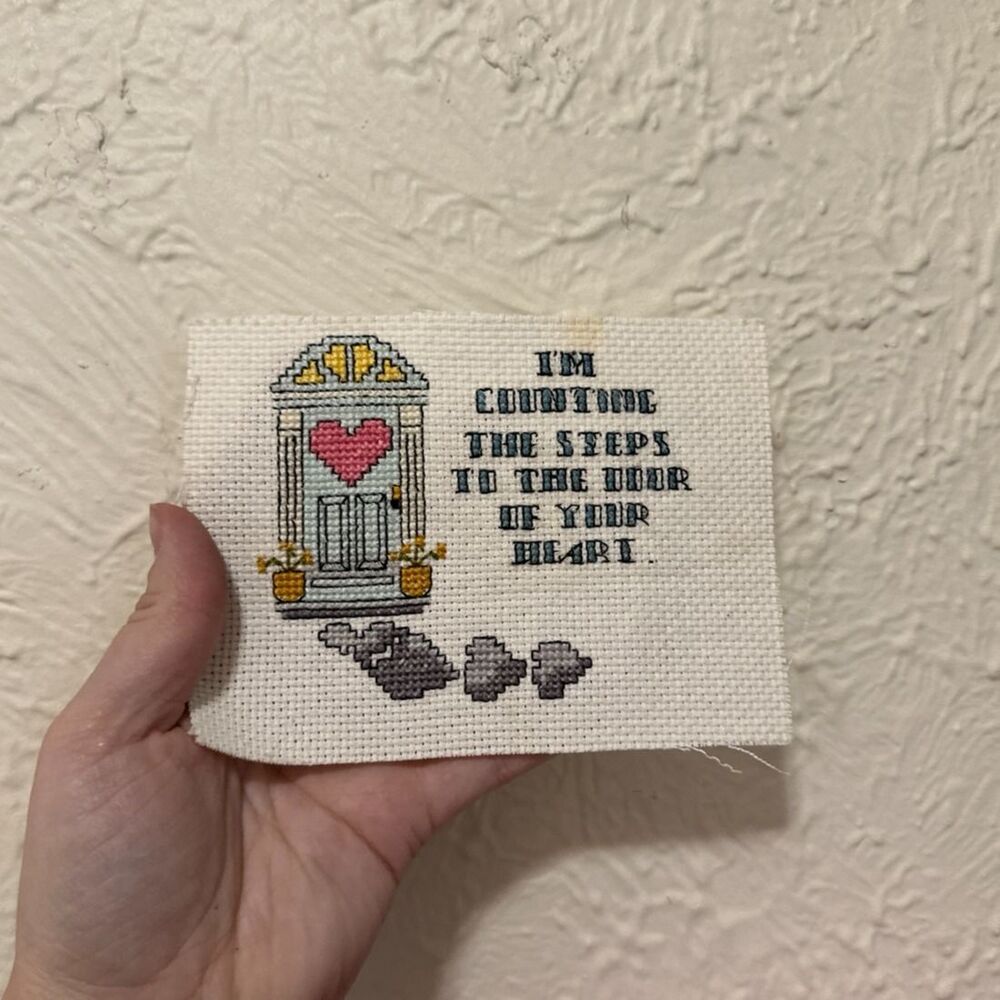 I'M
COUNTING
THE STEPS
TO THE DOOR
OF YOUR
HEART.